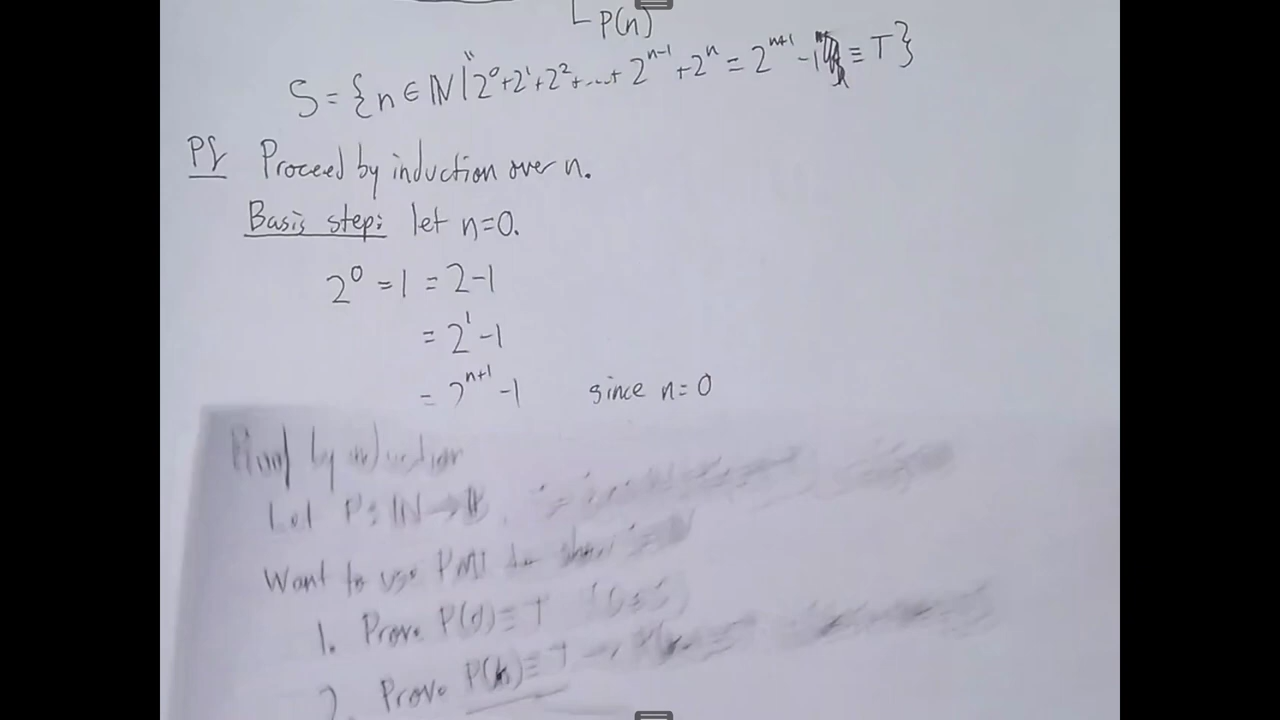 P(n)
S = {n ∈ ℕ | "2⁰+2¹+2²+....+ 2ⁿ⁻¹ + 2ⁿ = 2ⁿ⁺¹ -1" ≡ T}
Pf Proceed by induction over n.
Basis step: let n=0.
2⁰ = 1 = 2-1
= 2¹ -1
= 2ⁿ⁺¹ -1 since n=0
Proof by induction
Let P: ℕ → 𝔹.
Want to use PMI to show
1. Prove P(0) ≡ T
2. Prove P(k) ≡ T →